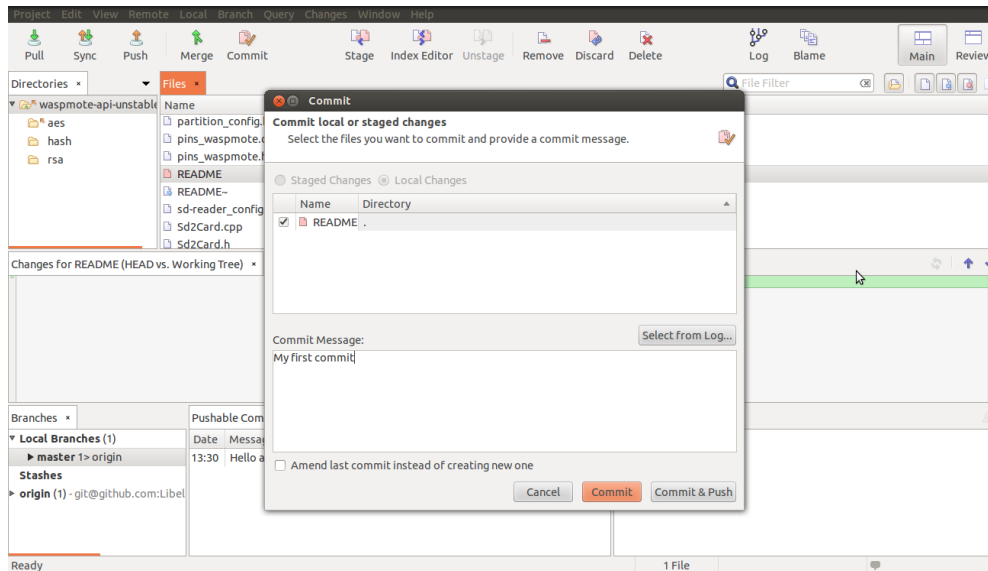 Project Edit View Remote Local Branch Query Changes Window Help
Pull Sync Push Merge Commit Stage Index Editor Unstage Remove Discard Delete Log Blame Main Review
Directories Files File Filter
waspmote-api-unstable
aes
hash
rsa
Name
partition_config.
pins_waspmote.
pins_waspmote.
README
README~
sd-reader_config
Sd2Card.cpp
Sd2Card.h
Commit
Commit local or staged changes
Select the files you want to commit and provide a commit message.
Staged Changes Local Changes
Name Directory
README .
Changes for README (HEAD vs. Working Tree)
Commit Message:
Select from Log...
My first commit
Amend last commit instead of creating new one
Cancel Commit Commit & Push
Branches
Local Branches (1)
master 1> origin
Stashes
origin (1) - git@github.com:Libel
Pushable Com
Date Messa
13:30 Hello a
Ready 1 File